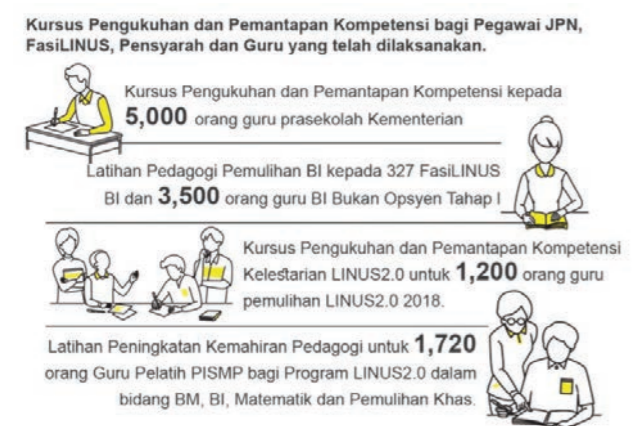 Kursus Pengukuhan dan Pemantapan Kompetensi bagi Pegawai JPN,
FasiLINUS, Pensyarah dan Guru yang telah dilaksanakan.
Kursus Pengukuhan dan Pemantapan Kompetensi kepada
5,000 orang guru prasekolah Kementerian
Latihan Pedagogi Pemulihan BI kepada 327 FasiLINUS
BI dan 3,500 orang guru BI Bukan Opsyen Tahap I
Kursus Pengukuhan dan Pemantapan Kompetensi
Kelestarian LINUS2.0 untuk 1,200 orang guru
pemulihan LINUS2.0 2018.
Latihan Peningkatan Kemahiran Pedagogi untuk 1,720
orang Guru Pelatih PISMP bagi Program LINUS2.0 dalam
bidang BM, BI, Matematik dan Pemulihan Khas.